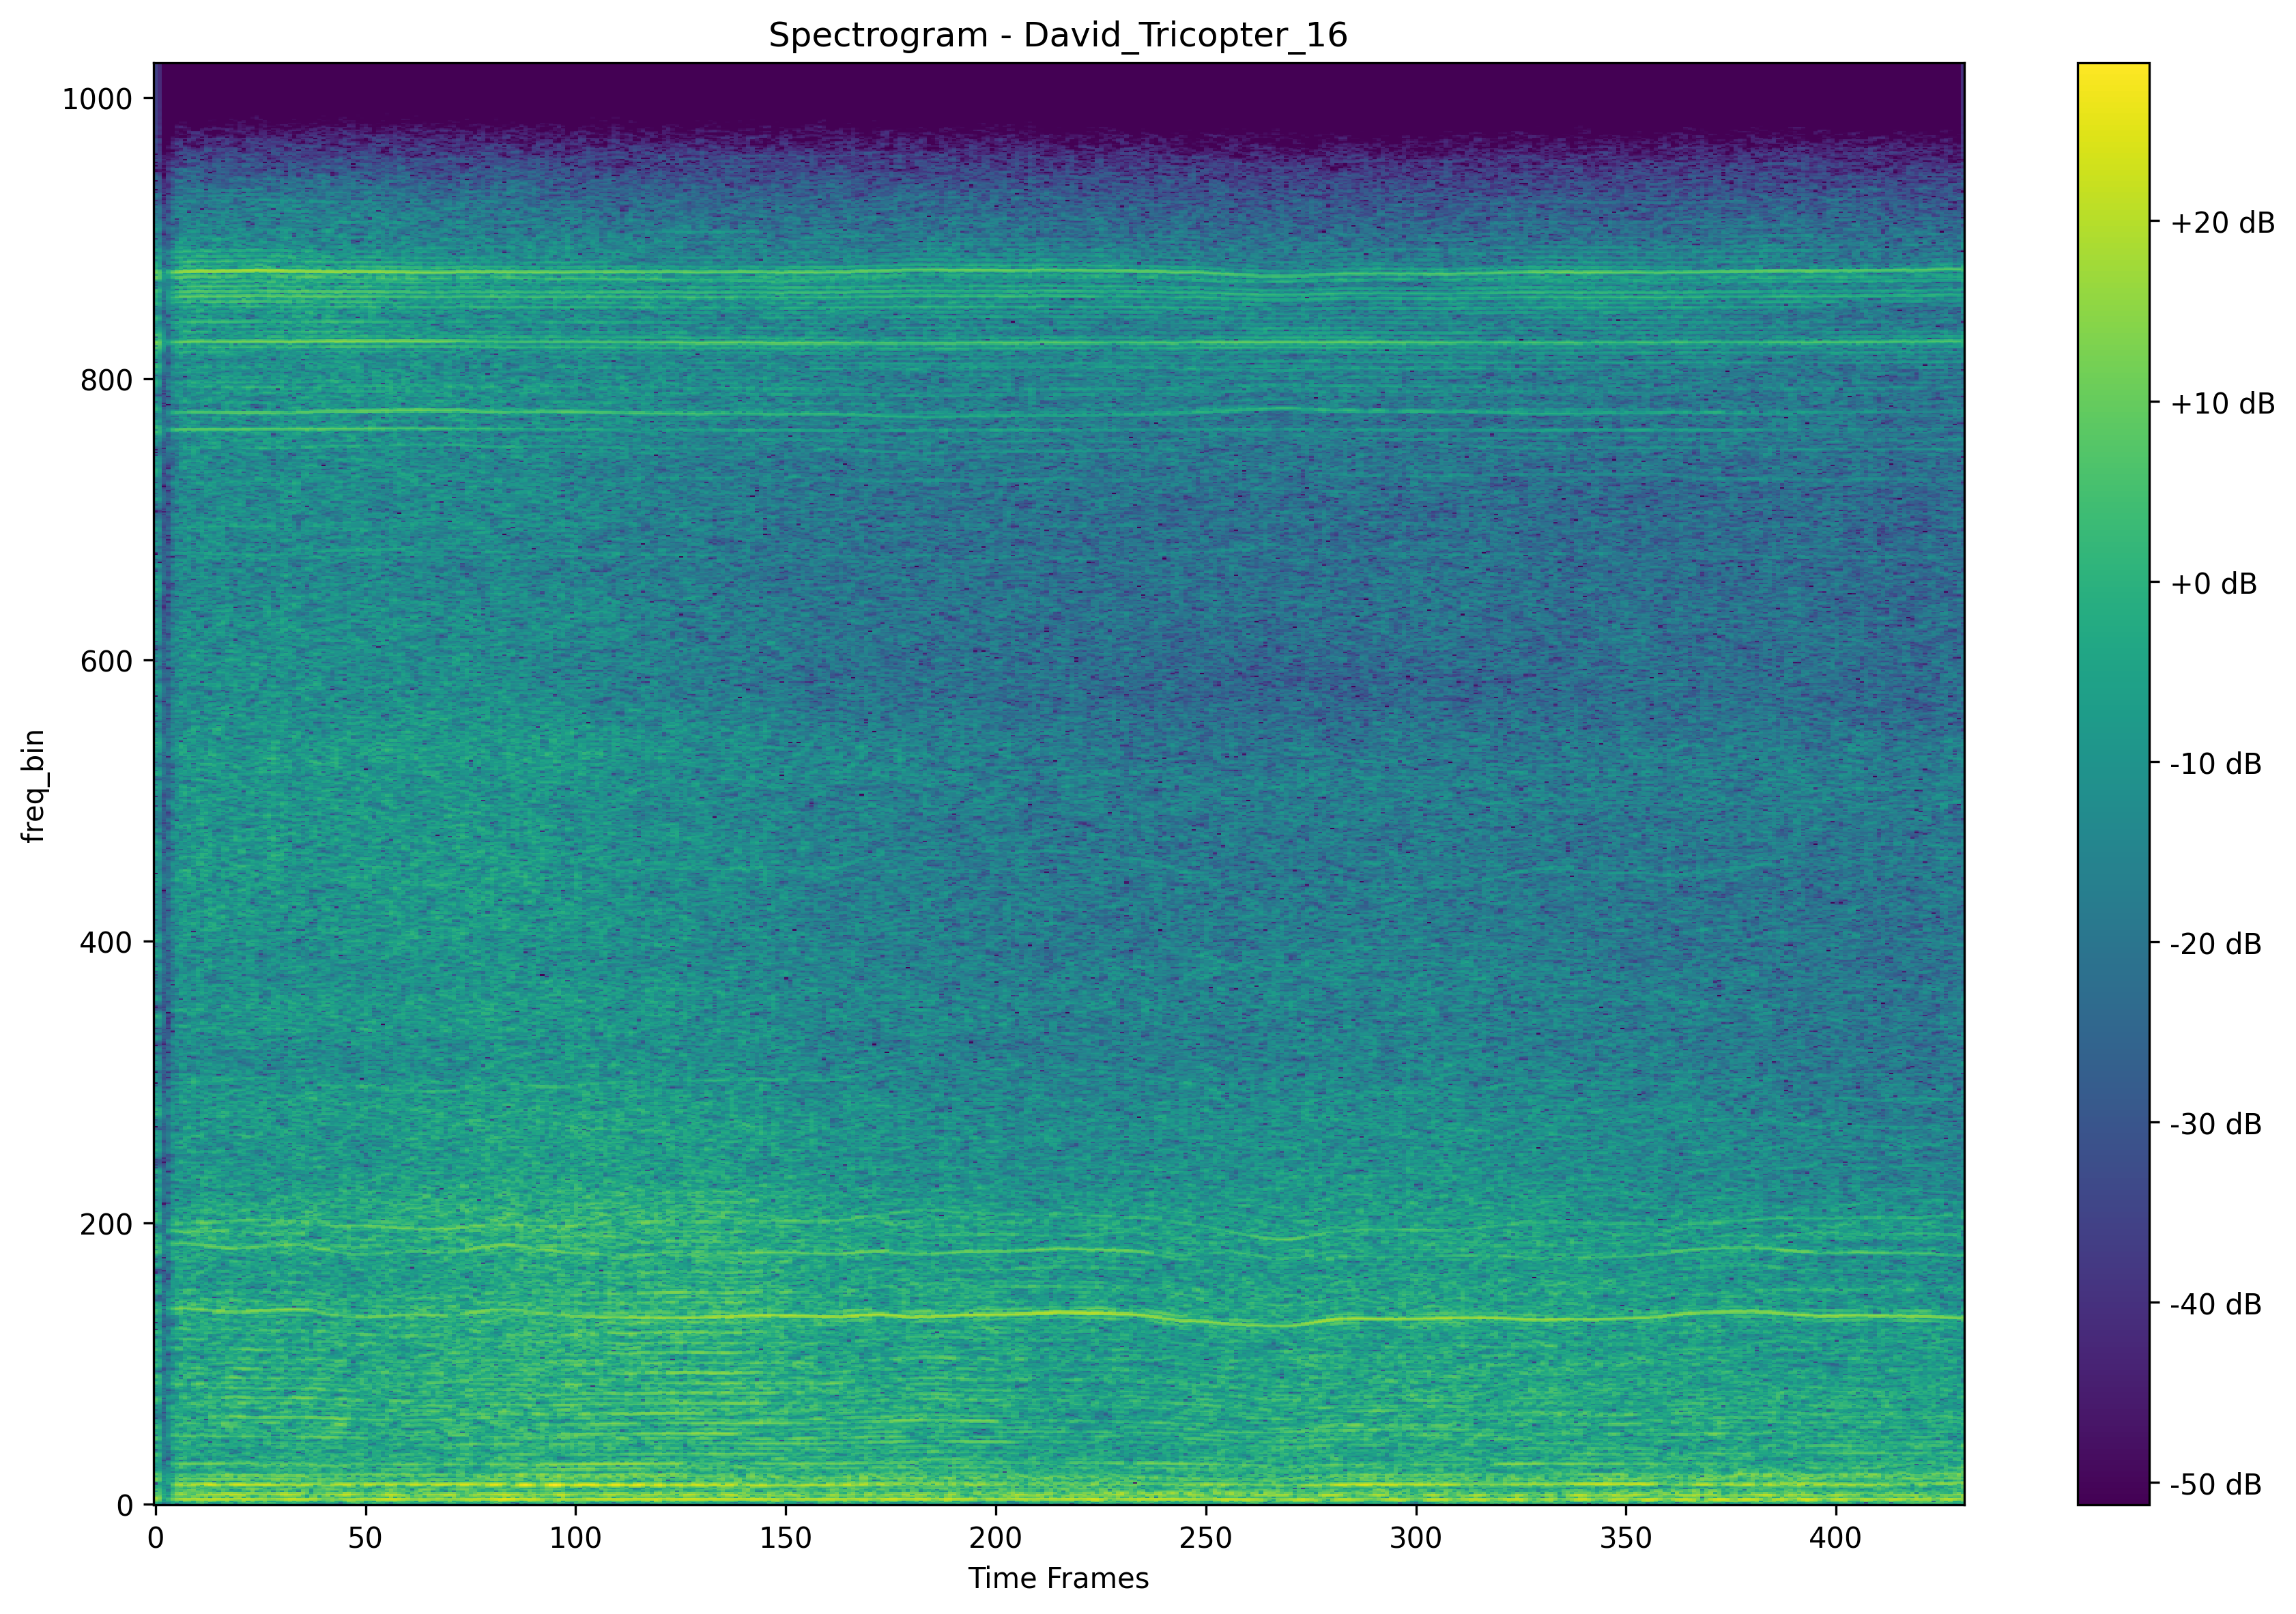 Spectrogram - David_Tricopter_16
1000
800
600
400
200
0
freq_bin
0 50 100 150 200 250 300 350 400
Time Frames
+20 dB
+10 dB
+0 dB
-10 dB
-20 dB
-30 dB
-40 dB
-50 dB